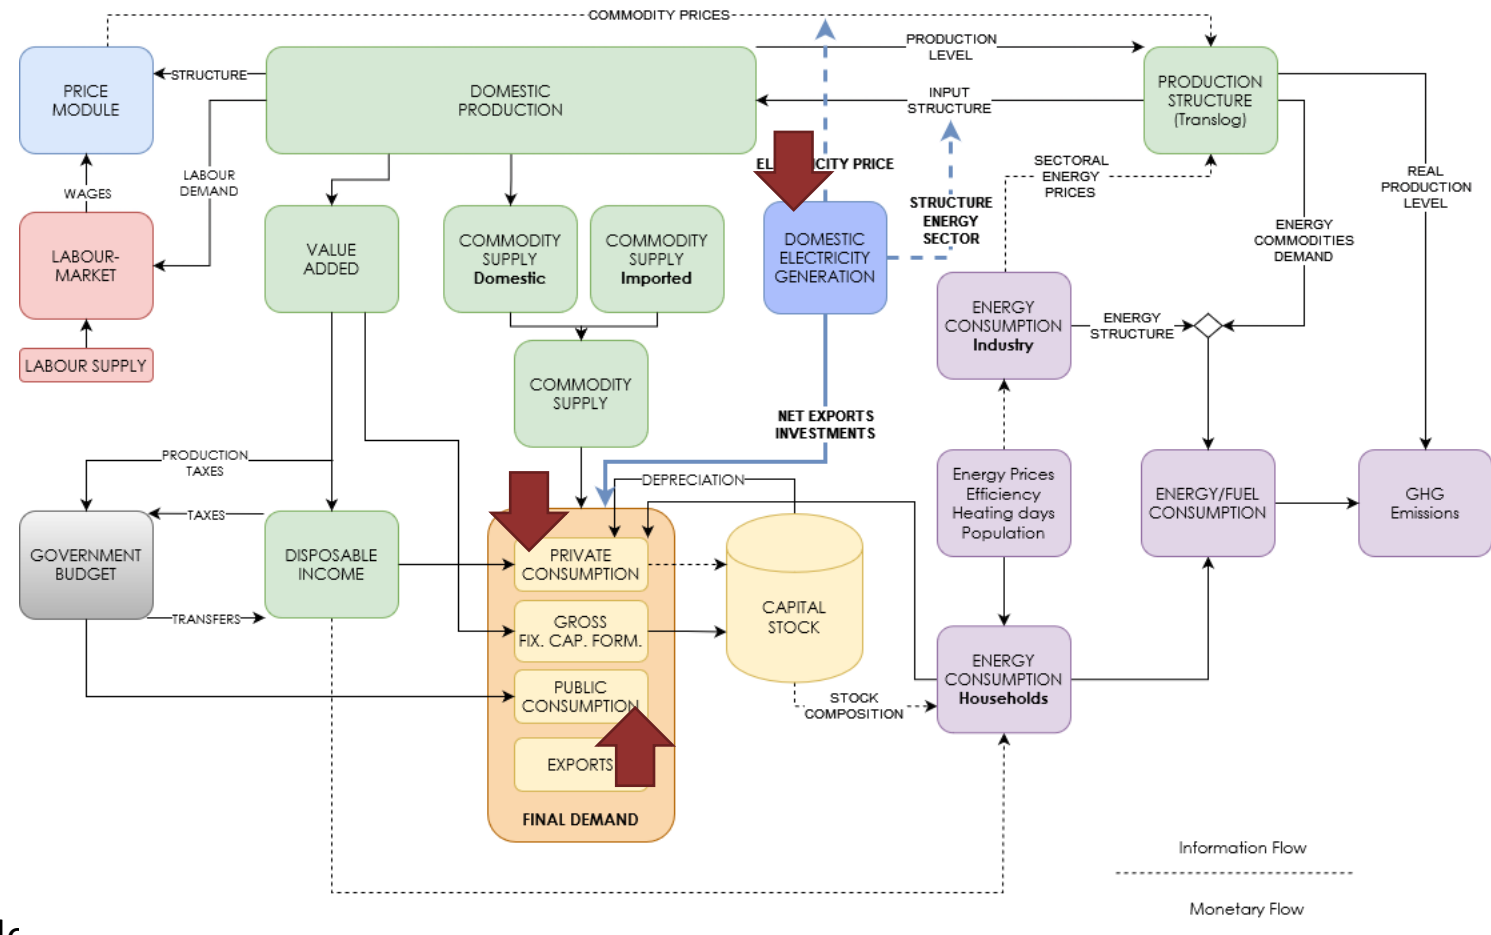 COMMODITY PRICES
PRICE
MODULE
STRUCTURE
DOMESTIC
PRODUCTION
PRODUCTION
LEVEL
INPUT
STRUCTURE
PRODUCTION
STRUCTURE
(Translog)
LABOUR
DEMAND
WAGES
CITY PRICE
SECTORAL
ENERGY
PRICES
REAL
PRODUCTION
LEVEL
LABOUR-
MARKET
VALUE
ADDED
COMMODITY
SUPPLY
Domestic
COMMODITY
SUPPLY
Imported
DOMESTIC
ELECTRICITY
GENERATION
STRUCTURE
ENERGY
SECTOR
ENERGY
COMMODITIES
DEMAND
ENERGY
CONSUMPTION
Industry
ENERGY
STRUCTURE
LABOUR SUPPLY
COMMODITY
SUPPLY
NET EXPORTS
INVESTMENTS
PRODUCTION
TAXES
DEPRECIATION
Energy Prices
Efficiency
Heating days
Population
ENERGY/FUEL
CONSUMPTION
GHG
Emissions
TAXES
GOVERNMENT
BUDGET
DISPOSABLE
INCOME
PRIVATE
CONSUMPTION
TRANSFERS
GROSS
FIX. CAP. FORM.
CAPITAL
STOCK
PUBLIC
CONSUMPTION
STOCK
COMPOSITION
ENERGY
CONSUMPTION
Households
EXPORTS
FINAL DEMAND
Information Flow
Monetary Flow